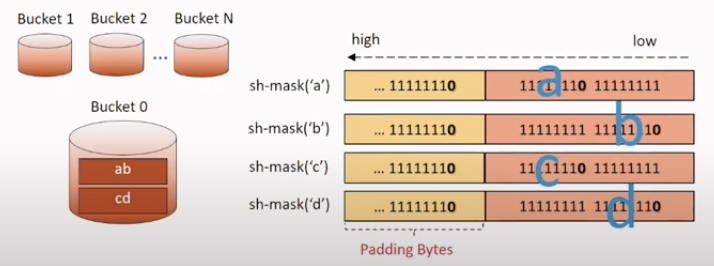 Bucket 1 Bucket 2 Bucket N
...
Bucket 0
ab
cd
high low
sh-mask('a') ... 11111110 11111110 11111111 a
sh-mask('b') ... 11111110 11111111 11111110 b
sh-mask('c') ... 11111110 11111110 11111111 c
sh-mask('d') ... 11111110 11111111 11111110 d
Padding Bytes